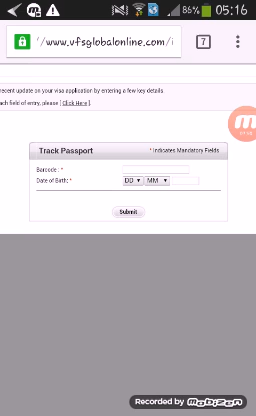 86% 05:16
'/www.vfsglobalonline.com/i
7
recent update on your visa application by entering a few key details.
ach field of entry, please [Click Here].
Track Passport
* Indicates Mandatory Fields
Barcode : *
Date of Birth: *
DD MM
Submit
Recorded by mobizen